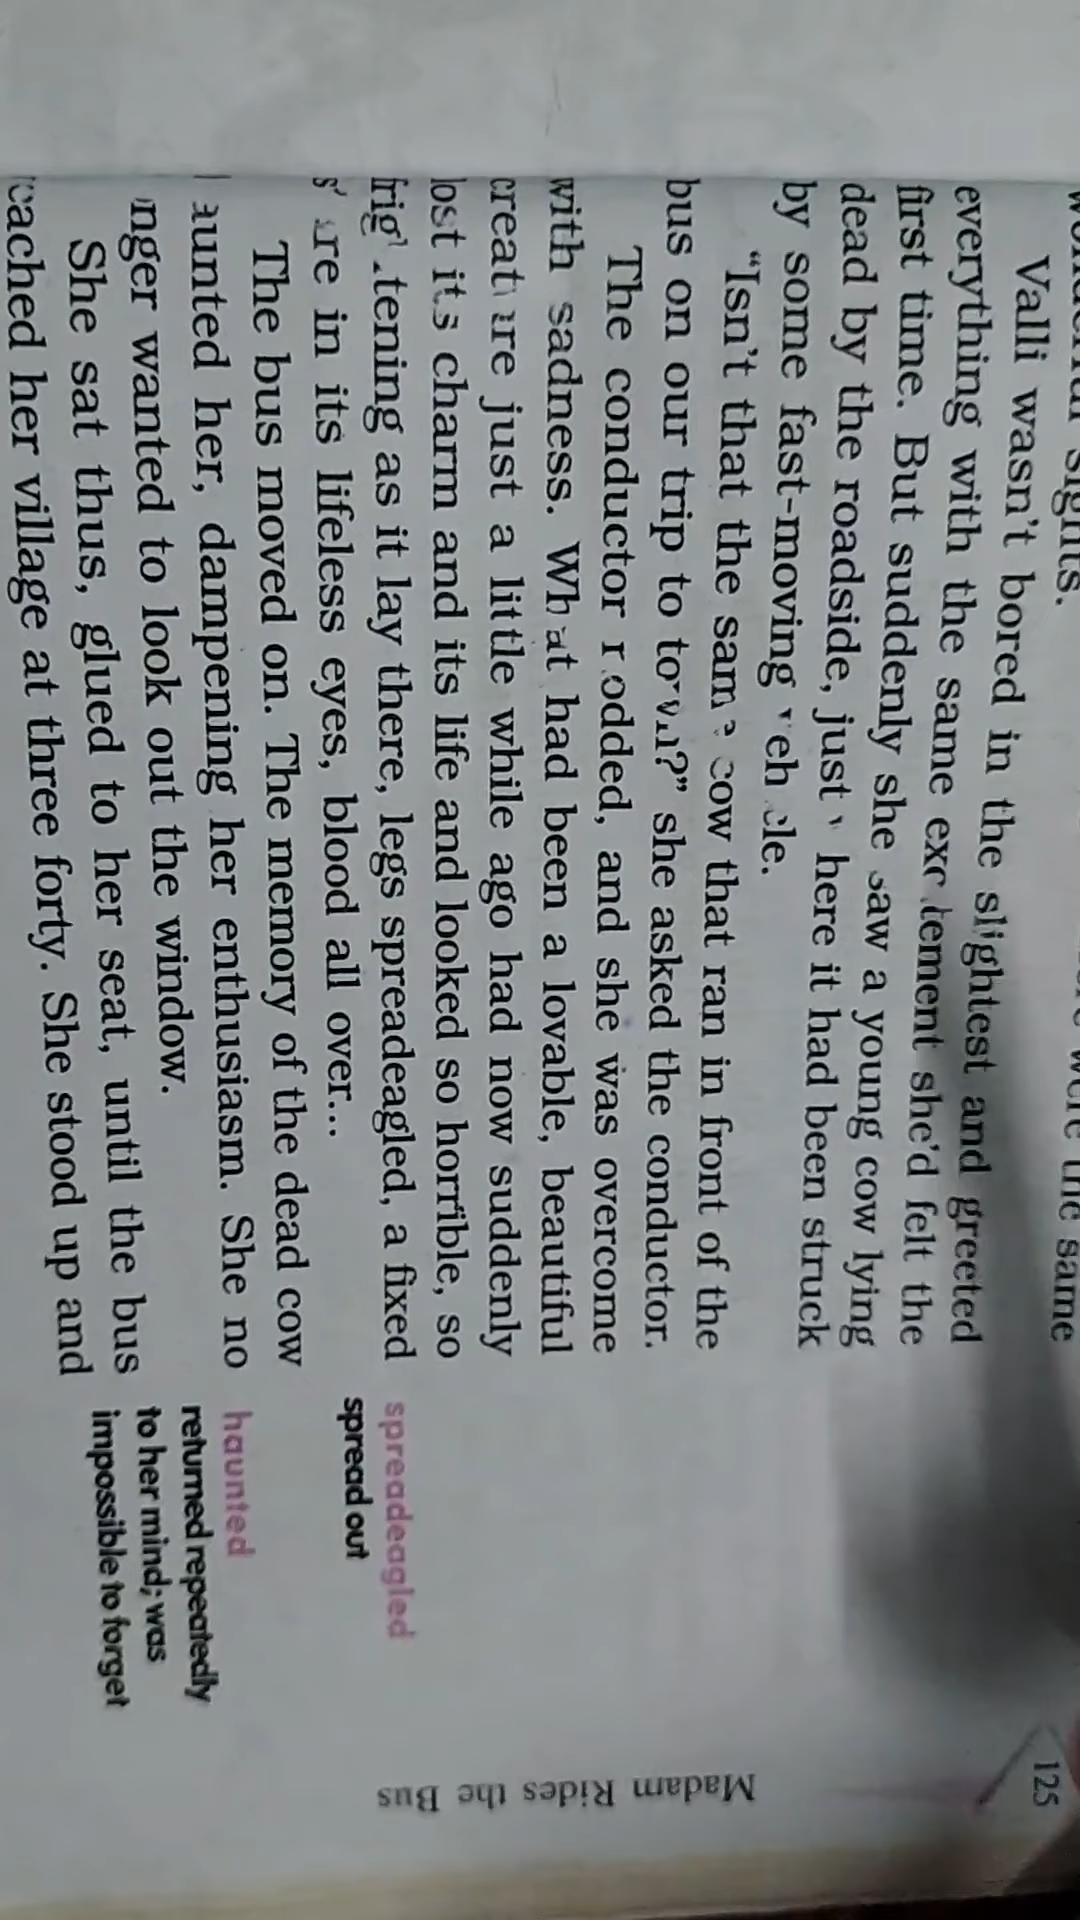 sights.
were the same
Valli wasn't bored in the slightest and greeted
everything with the same excitement she'd felt the
first time. But suddenly she saw a young cow lying
dead by the roadside, just where it had been struck
by some fast-moving vehicle.
"Isn't that the same cow that ran in front of the
bus on our trip to town?" she asked the conductor.
The conductor nodded, and she was overcome
with sadness. What had been a lovable, beautiful
creature just a little while ago had now suddenly
lost its charm and its life and looked so horrible, so
frightening as it lay there, legs spreadeagled, a fixed
stare in its lifeless eyes, blood all over...
The bus moved on. The memory of the dead cow
haunted her, dampening her enthusiasm. She no
nger wanted to look out the window.
She sat thus, glued to her seat, until the bus
ached her village at three forty. She stood up and
spreadeagled
spread out
haunted
returned repeatedly
to her mind; was
impossible to forget
Madam Rides the Bus
125